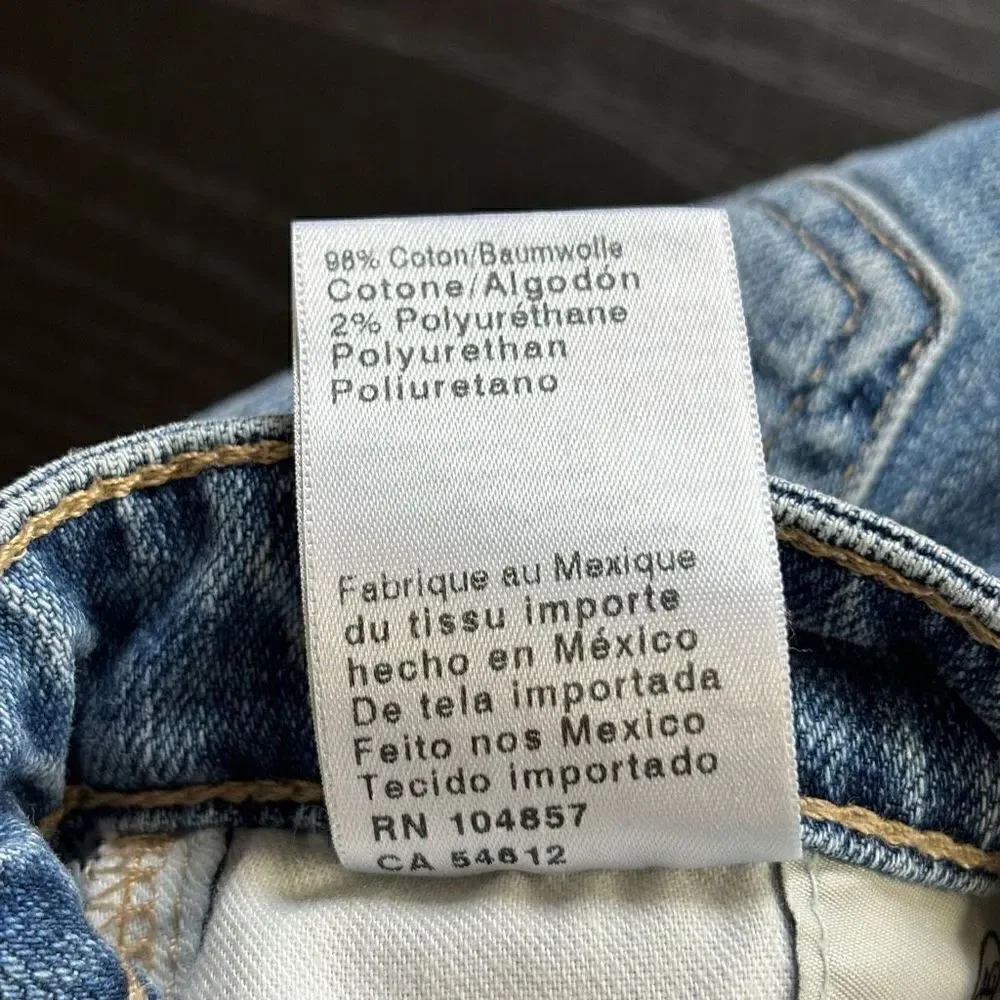 98% Coton/Baumwolle
Cotone/Algodón
2% Polyuréthane
Polyurethan
Poliuretano
Fabrique au Mexique
du tissu importe
hecho en México
De tela importada
Feito nos Mexico
Tecido importado
RN 104857
CA 54612